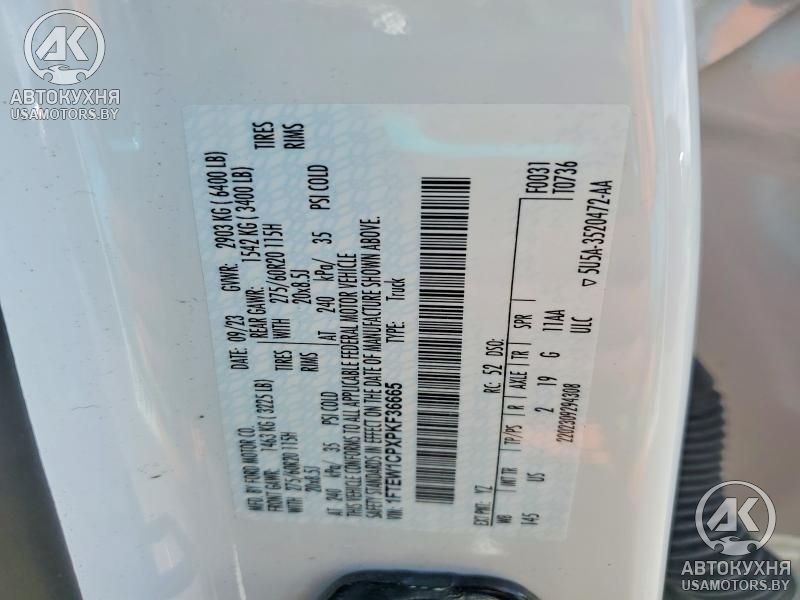 AK
АВТОКУХНЯ
USAMOTORS.BY
MFD. BY FORD MOTOR CO.
DATE: 09/23 GVWR: 2903 KG ( 6400 LB)
FRONT GAWR: 1463 KG ( 3225 LB) REAR GAWR: 1542 KG ( 3400 LB)
WITH 275/60R20 115H TIRES WITH 275/60R20 115H TIRES
20x8.5J RIMS 20x8.5J RIMS
AT 240 kPa/ 35 PSI COLD AT 240 kPa/ 35 PSI COLD
THIS VEHICLE CONFORMS TO ALL APPLICABLE FEDERAL MOTOR VEHICLE
SAFETY STANDARDS IN EFFECT ON THE DATE OF MANUFACTURE SHOWN ABOVE.
VIN: 1FTEW1CPXPKF36665 TYPE: Truck
F0031
T0736
EXT PNT: YZ RC: 52 DSO:
WB INT TR TP/PS R AXLE TR SPR
145 US 2 19 G 11AA
2202309294308 ULC
▽ 5U5A-3520472-AA
AK
АВТОКУХНЯ
USAMOTORS.BY